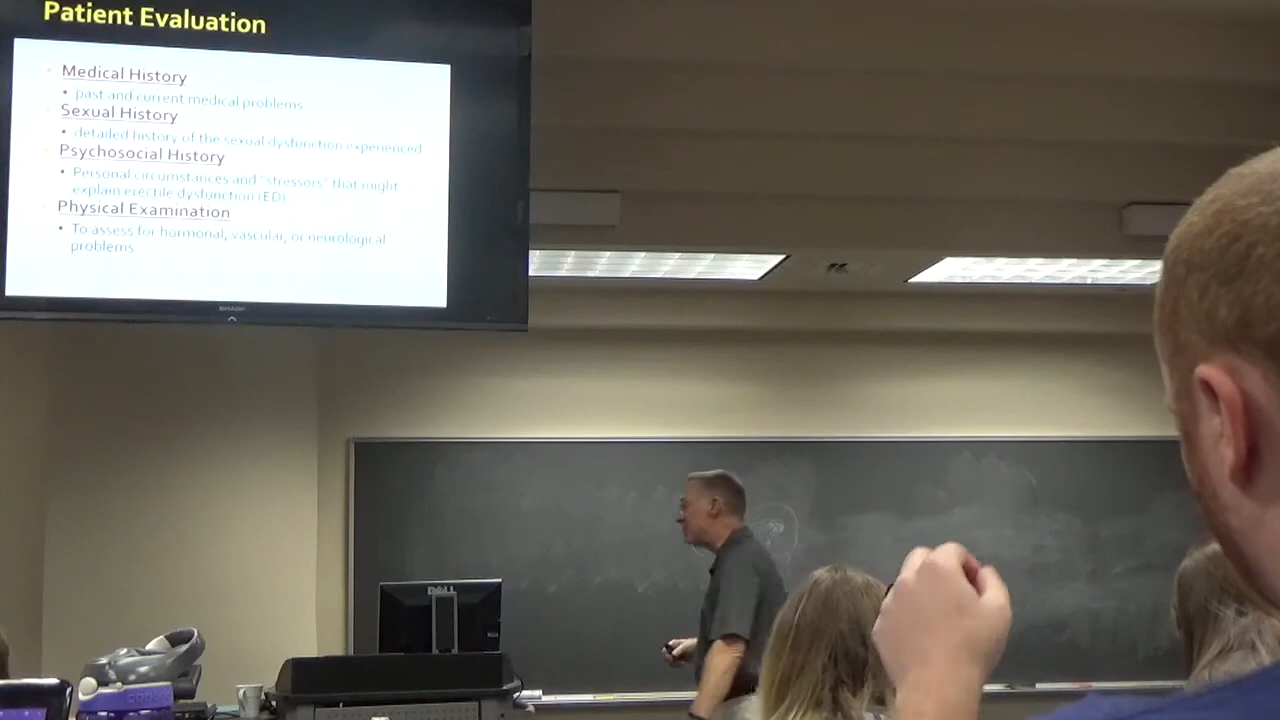 Patient Evaluation
Medical History
• past and current medical problems
Sexual History
• detailed history of the sexual dysfunction experienced
Psychosocial History
• Personal circumstances and "stressors" that might
explain erectile dysfunction (ED)
Physical Examination
• To assess for hormonal, vascular, or neurological
problems
SHARP
DELL